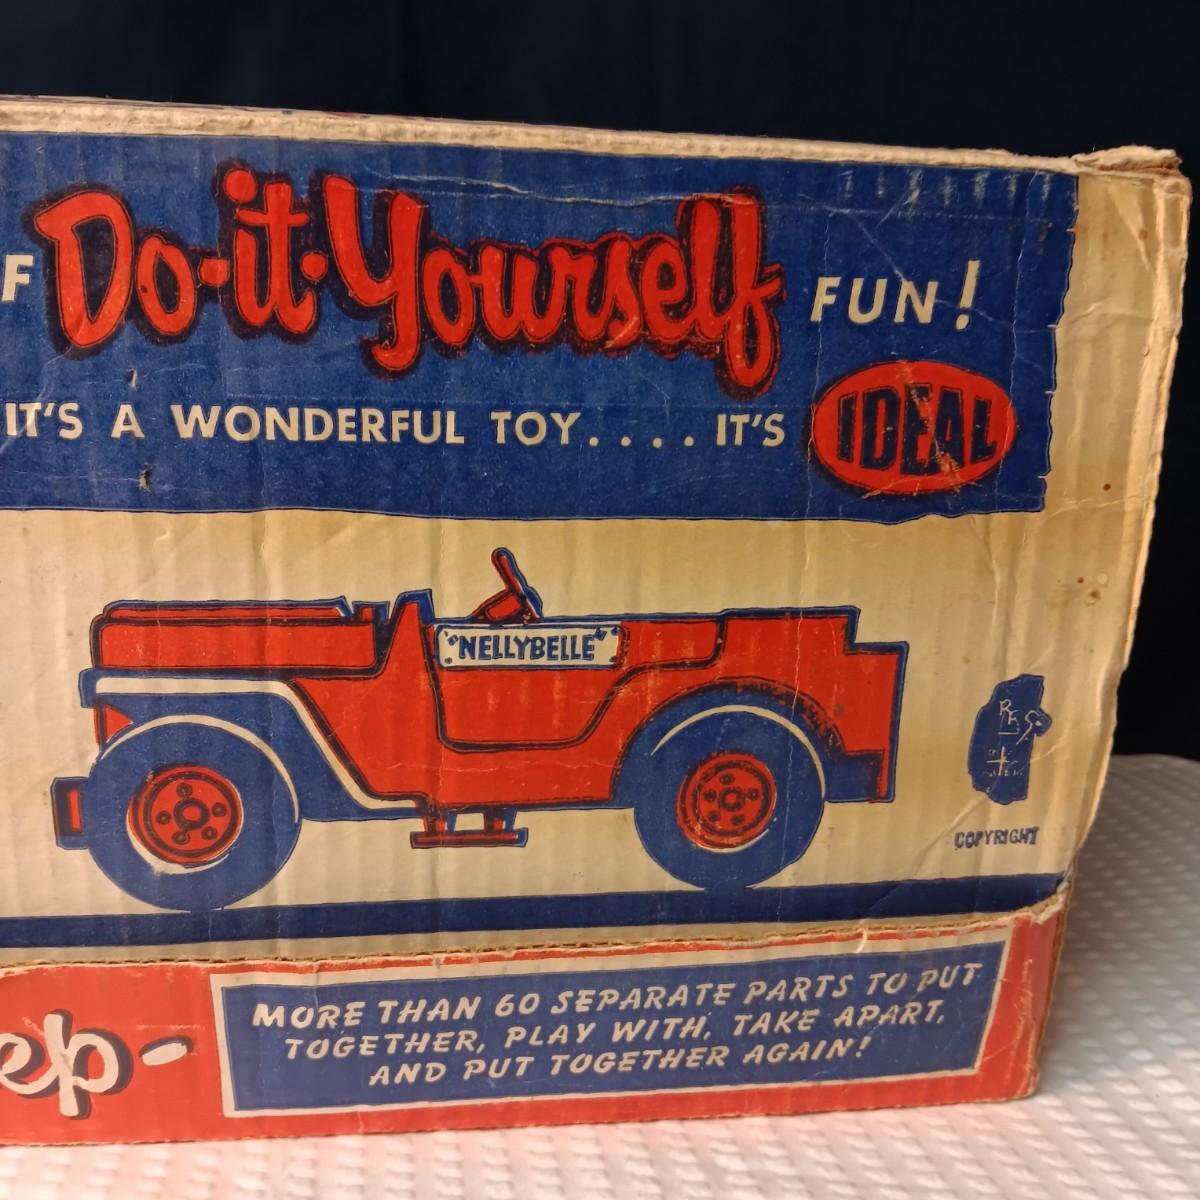 F Do-it-Yourself FUN!
IT'S A WONDERFUL TOY.... IT'S IDEAL
"NELLYBELLE"
COPYRIGHT
ep-
MORE THAN 60 SEPARATE PARTS TO PUT
TOGETHER, PLAY WITH, TAKE APART,
AND PUT TOGETHER AGAIN!